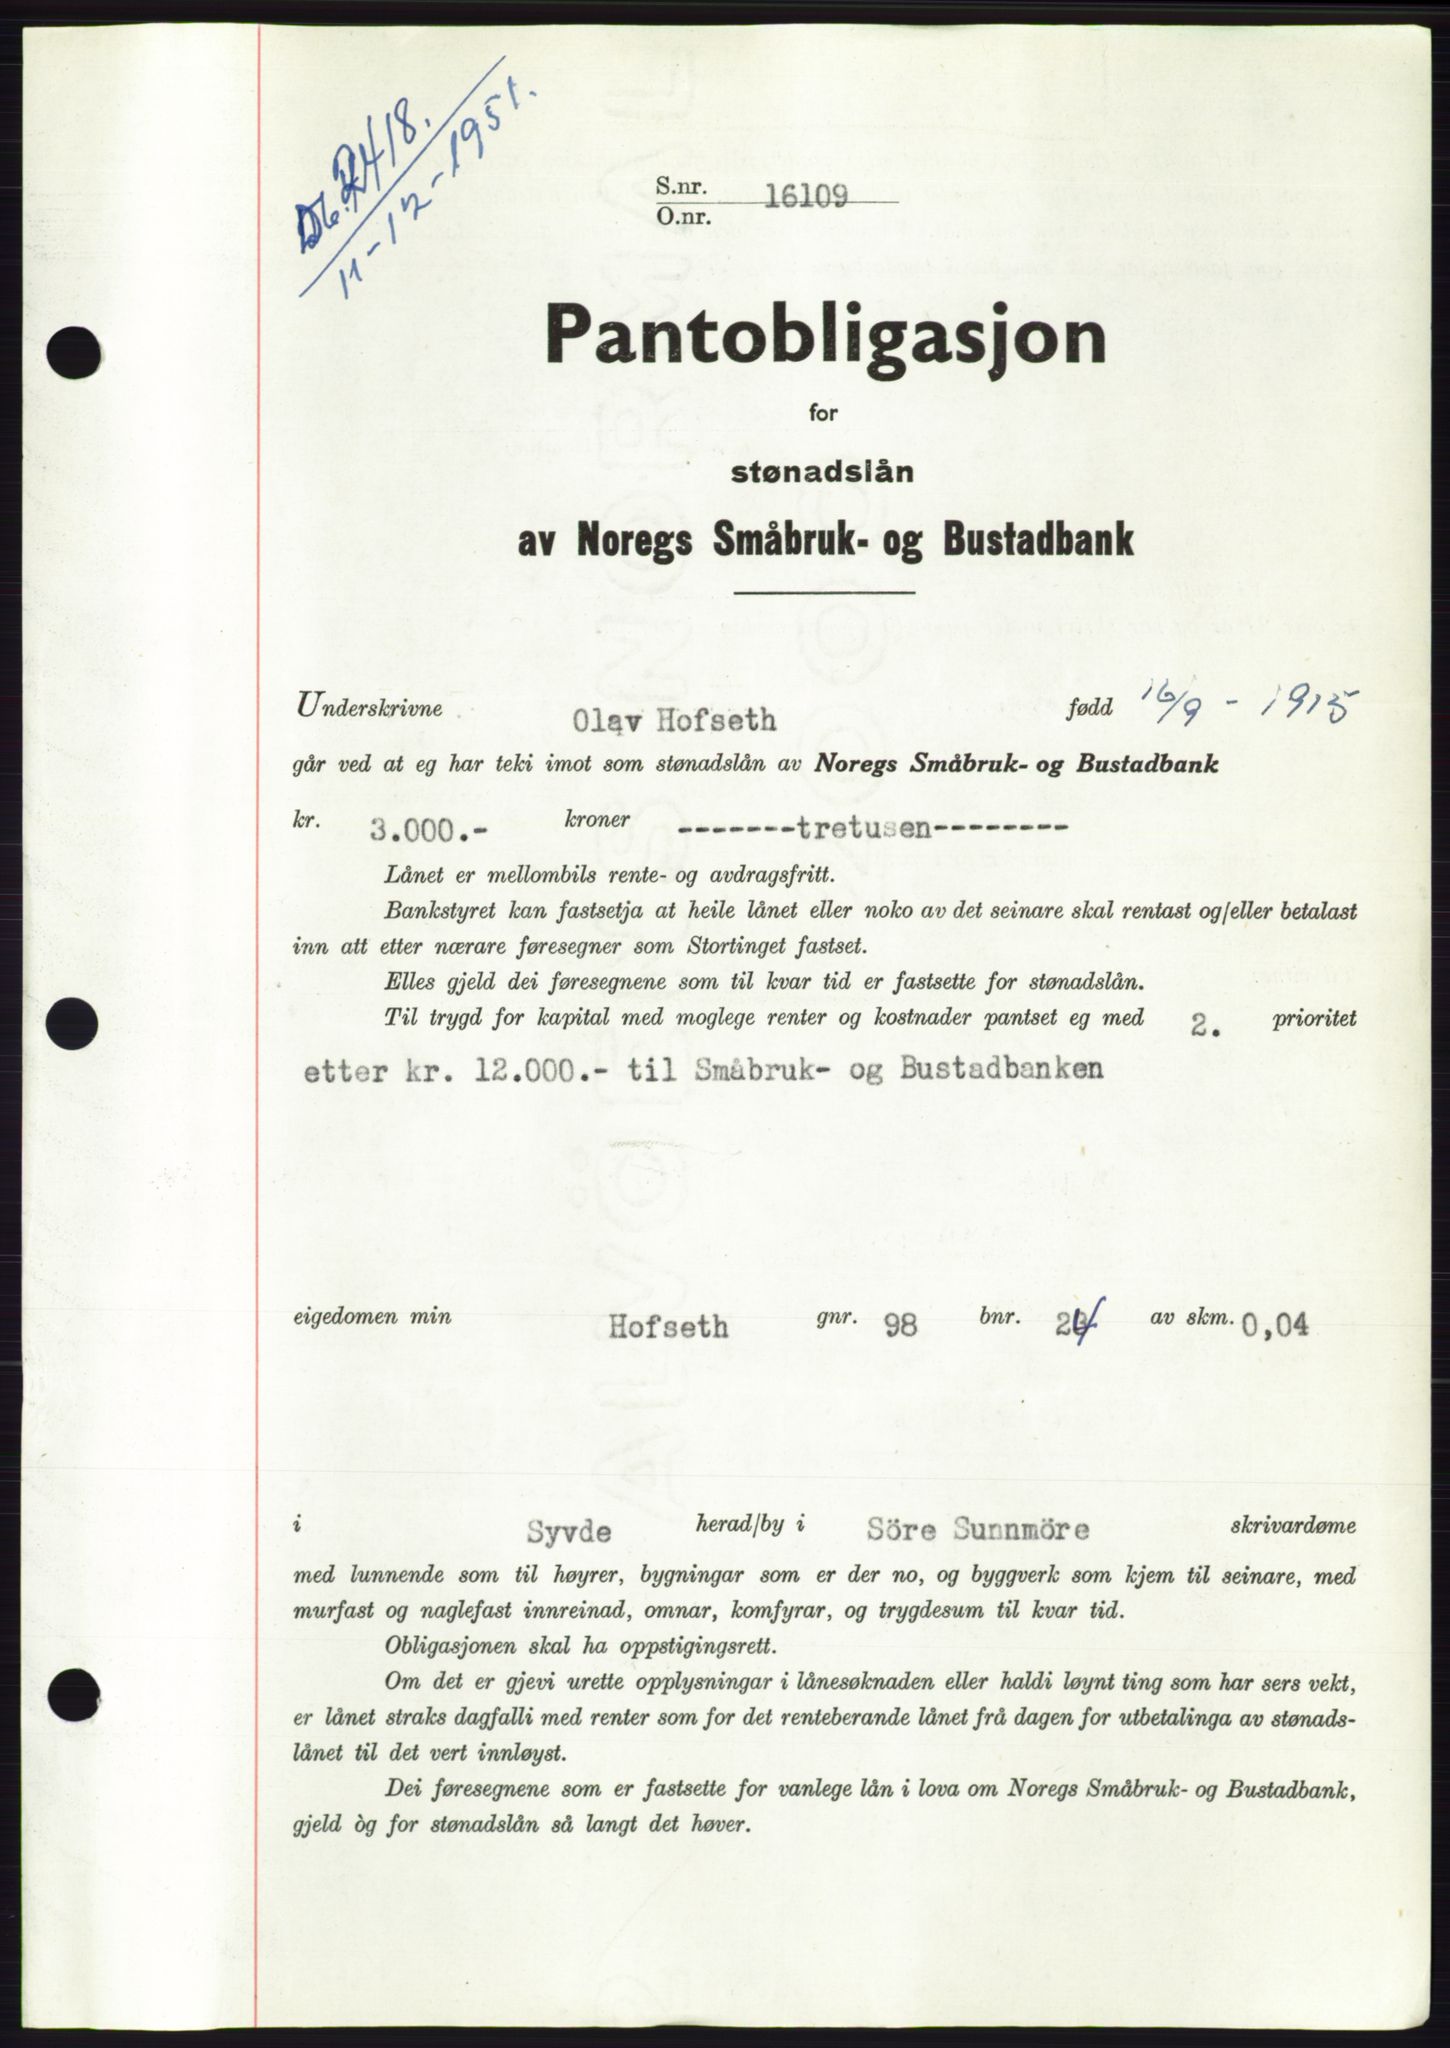 Db. 2418.
11-12-1951.
S.nr. 16109
O.nr.
Pantobligasjon
for
stønadslån
av Noregs Småbruk- og Bustadbank
Underskrivne Olav Hofseth fødd 16/9 - 1915
går ved at eg har teki imot som stønadslån av Noregs Småbruk- og Bustadbank
kr. 3.000.- kroner -------tretusen--------
Lånet er mellombils rente- og avdragsfritt.
Bankstyret kan fastsetja at heile lånet eller noko av det seinare skal rentast og/eller betalast
inn att etter nærare føresegner som Stortinget fastset.
Elles gjeld dei føresegnene som til kvar tid er fastsette for stønadslån.
Til trygd for kapital med moglege renter og kostnader pantset eg med 2. prioritet
etter kr. 12.000.- til Småbruk- og Bustadbanken
eigedomen min Hofseth gnr. 98 bnr. 24 av skm. 0,04
i Syvde herad/by i Söre Sunnmöre skrivardøme
med lunnende som til høyrer, bygningar som er der no, og byggverk som kjem til seinare, med
murfast og naglefast innreinad, omnar, komfyrar, og trygdesum til kvar tid.
Obligasjonen skal ha oppstigingsrett.
Om det er gjevi urette opplysningar i lånesøknaden eller haldi løynt ting som har sers vekt,
er lånet straks dagfalli med renter som for det renteberande lånet frå dagen for utbetalinga av stønads-
lånet til det vert innløyst.
Dei føresegnene som er fastsette for vanlege lån i lova om Noregs Småbruk- og Bustadbank,
gjeld òg for stønadslån så langt det høver.